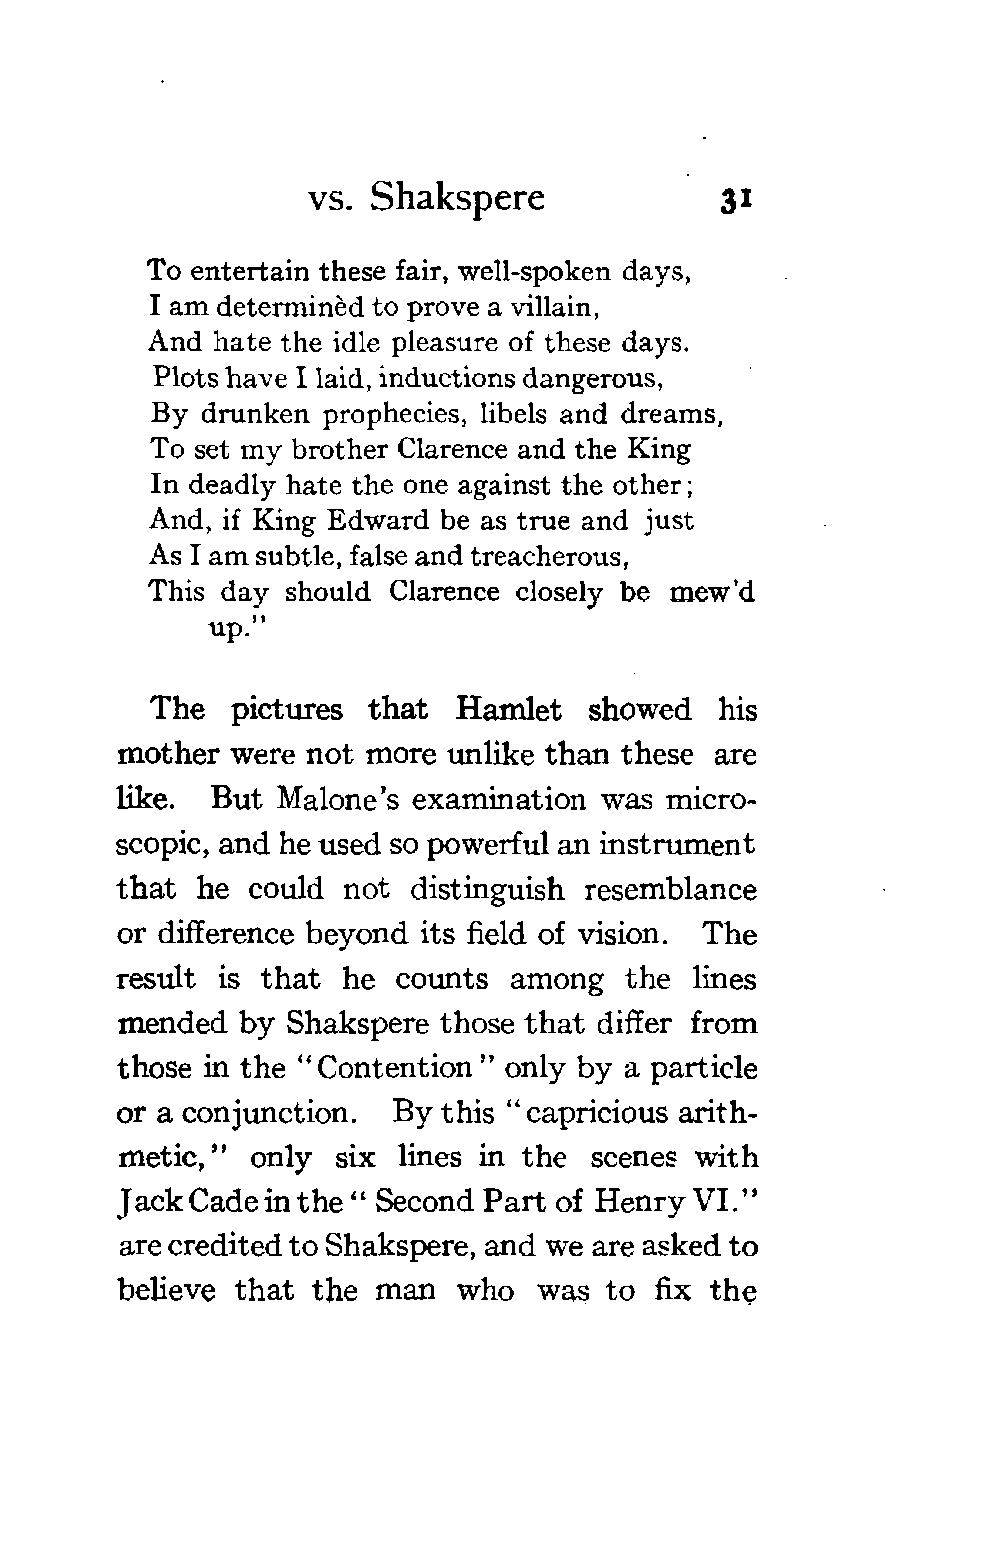 vs. Shakspere 31
To entertain these fair, well-spoken days,
I am determinèd to prove a villain,
And hate the idle pleasure of these days.
Plots have I laid, inductions dangerous,
By drunken prophecies, libels and dreams,
To set my brother Clarence and the King
In deadly hate the one against the other;
And, if King Edward be as true and just
As I am subtle, false and treacherous,
This day should Clarence closely be mew'd
up."
The pictures that Hamlet showed his
mother were not more unlike than these are
like. But Malone's examination was micro-
scopic, and he used so powerful an instrument
that he could not distinguish resemblance
or difference beyond its field of vision. The
result is that he counts among the lines
mended by Shakspere those that differ from
those in the "Contention" only by a particle
or a conjunction. By this "capricious arith-
metic," only six lines in the scenes with
Jack Cade in the "Second Part of Henry VI."
are credited to Shakspere, and we are asked to
believe that the man who was to fix the